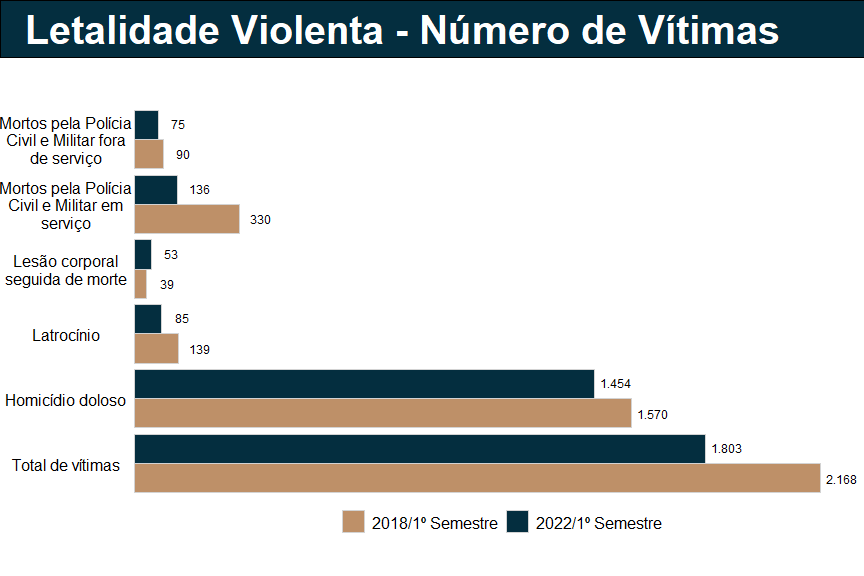 Letalidade Violenta - Número de Vítimas
Mortos pela Polícia
Civil e Militar fora
de serviço
75
90
Mortos pela Polícia
Civil e Militar em
serviço
136
330
Lesão corporal
seguida de morte
53
39
Latrocínio
85
139
Homicídio doloso
1.454
1.570
Total de vítimas
1.803
2.168
2018/1º Semestre
2022/1º Semestre